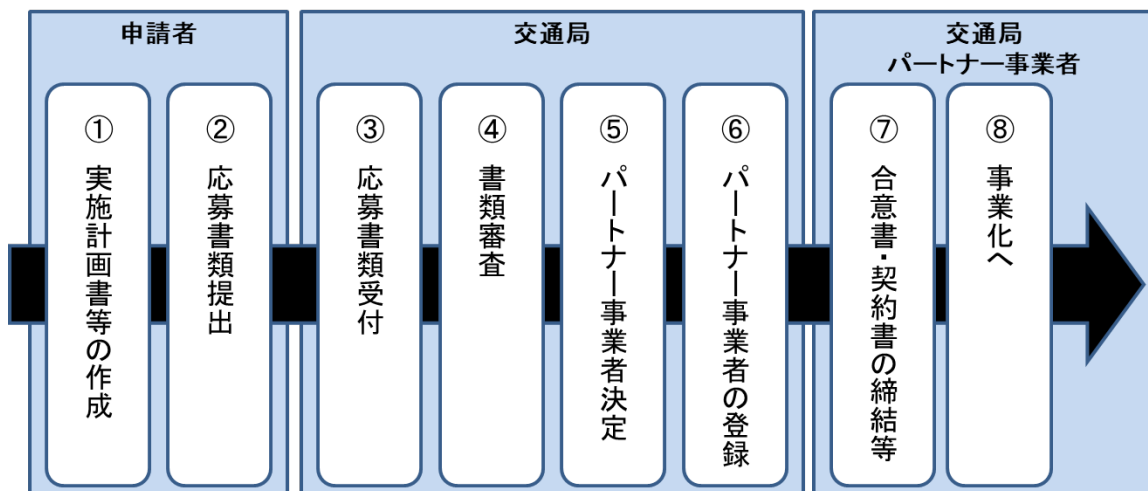 申請者
①
実施計画書等の作成
②
応募書類提出
交通局
③
応募書類受付
④
書類審査
⑤
パートナー事業者決定
⑥
パートナー事業者の登録
交通局
パートナー事業者
⑦
合意書・契約書の締結等
⑧
事業化へ